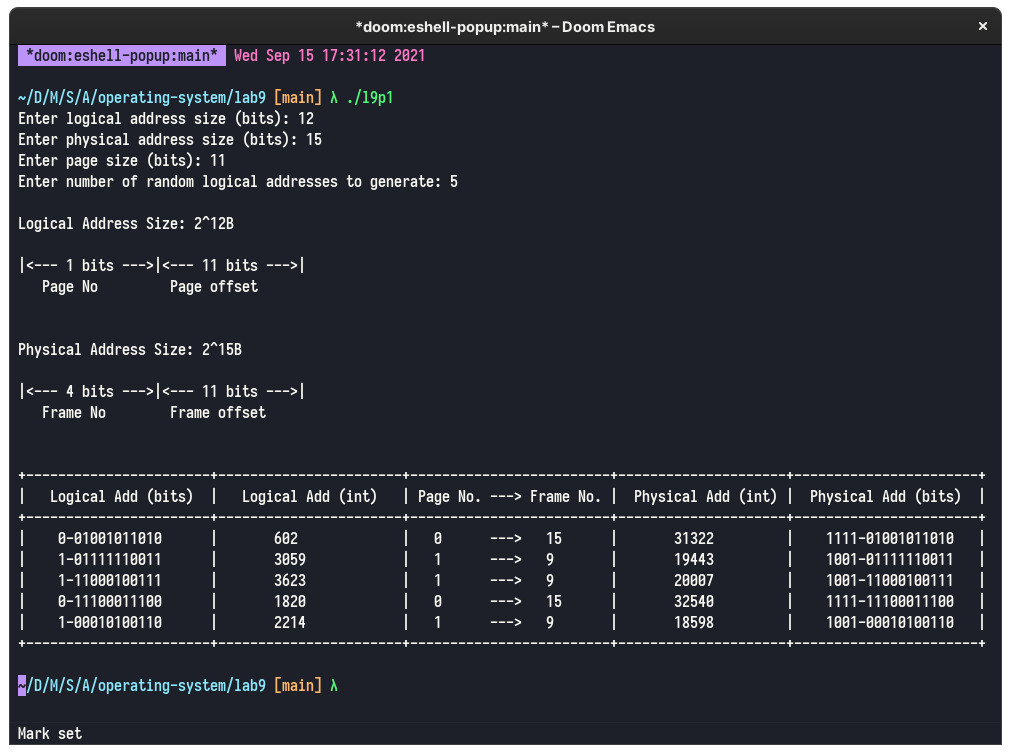 *doom:eshell-popup:main* – Doom Emacs ×
*doom:eshell-popup:main* Wed Sep 15 17:31:12 2021
~/D/M/S/A/operating-system/lab9 [main] λ ./l9p1
Enter logical address size (bits): 12
Enter physical address size (bits): 15
Enter page size (bits): 11
Enter number of random logical addresses to generate: 5
Logical Address Size: 2^12B
|<--- 1 bits --->|<--- 11 bits --->|
   Page No         Page offset
Physical Address Size: 2^15B
|<--- 4 bits --->|<--- 11 bits --->|
   Frame No        Frame offset
+-----------------------+-----------------------+-------------------------+---------------------+-----------------------+
|   Logical Add (bits)  |   Logical Add (int)   | Page No. ---> Frame No. |  Physical Add (int) |  Physical Add (bits)  |
+-----------------------+-----------------------+-------------------------+---------------------+-----------------------+
|    0-01001011010      |       602             |   0      --->   15      |       31322         |    1111-01001011010   |
|    1-01111110011      |       3059            |   1      --->   9       |       19443         |    1001-01111110011   |
|    1-11000100111      |       3623            |   1      --->   9       |       20007         |    1001-11000100111   |
|    0-11100011100      |       1820            |   0      --->   15      |       32540         |    1111-11100011100   |
|    1-00010100110      |       2214            |   1      --->   9       |       18598         |    1001-00010100110   |
+-----------------------+-----------------------+-------------------------+---------------------+-----------------------+
~/D/M/S/A/operating-system/lab9 [main] λ
Mark set